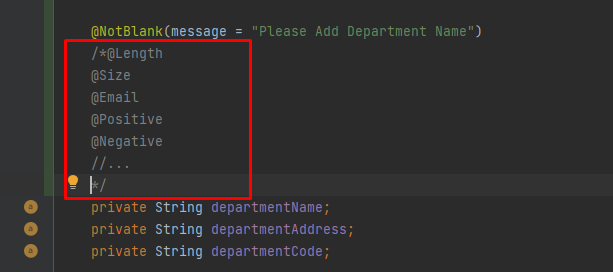 @NotBlank(message = "Please Add Department Name")
/*@Length
@Size
@Email
@Positive
@Negative
//...
*/
a private String departmentName;
a private String departmentAddress;
a private String departmentCode;